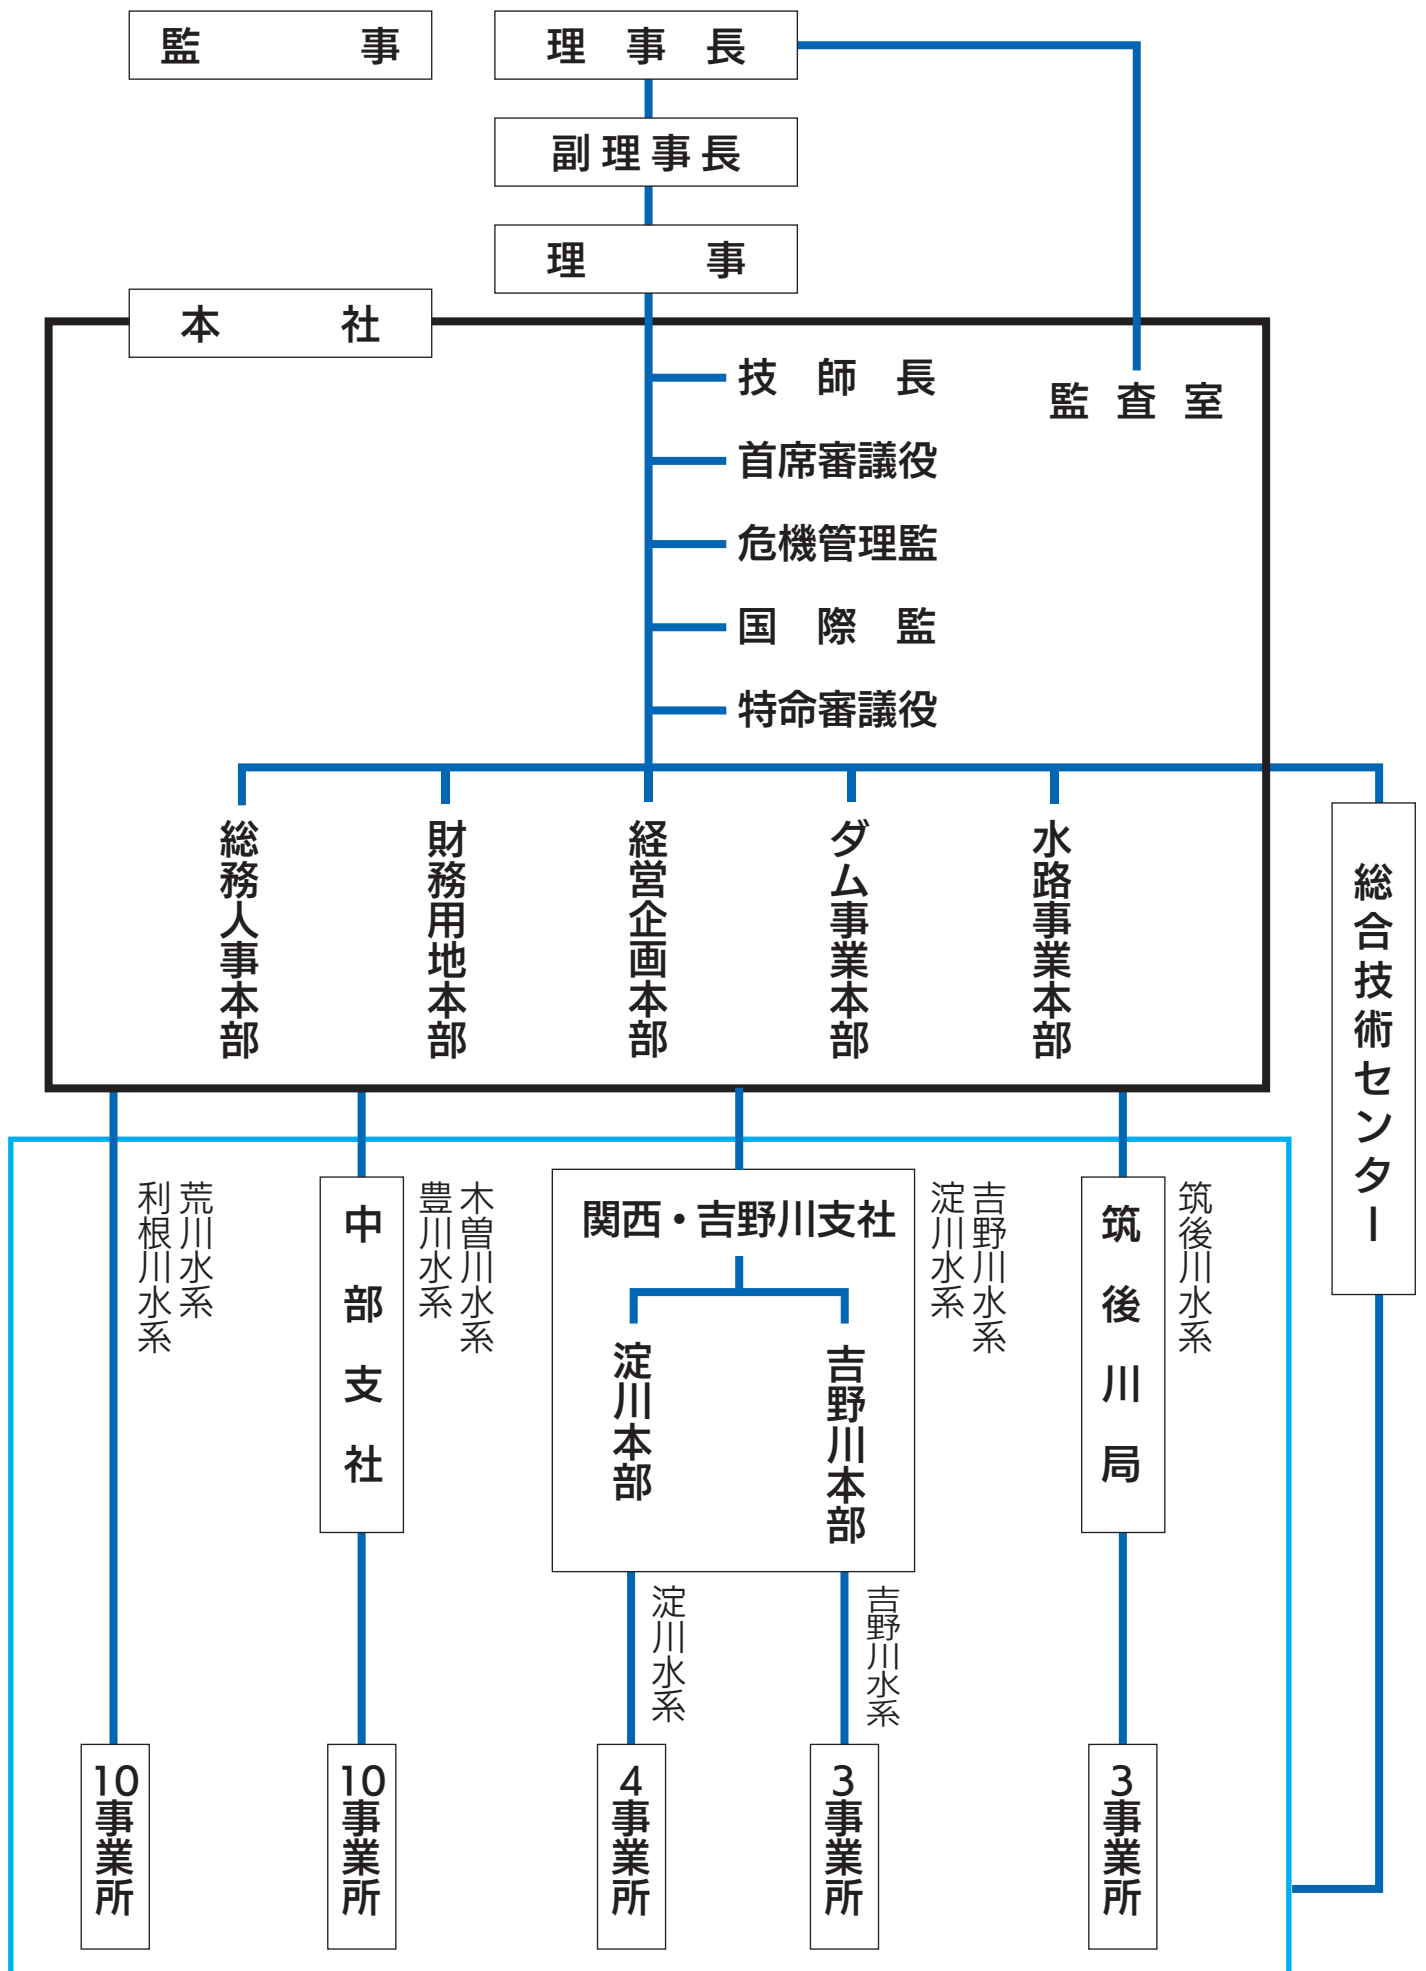 監事
理事長
副理事長
理事
本社
技師長
監査室
首席審議役
危機管理監
国際監
特命審議役
総務人事本部
財務用地本部
経営企画本部
ダム事業本部
水路事業本部
総合技術センター
荒川水系
利根川水系
中部支社
木曽川水系
豊川水系
関西・吉野川支社
淀川本部
吉野川本部
吉野川水系
淀川水系
筑後川局
筑後川水系
淀川水系
吉野川水系
10事業所
10事業所
4事業所
3事業所
3事業所